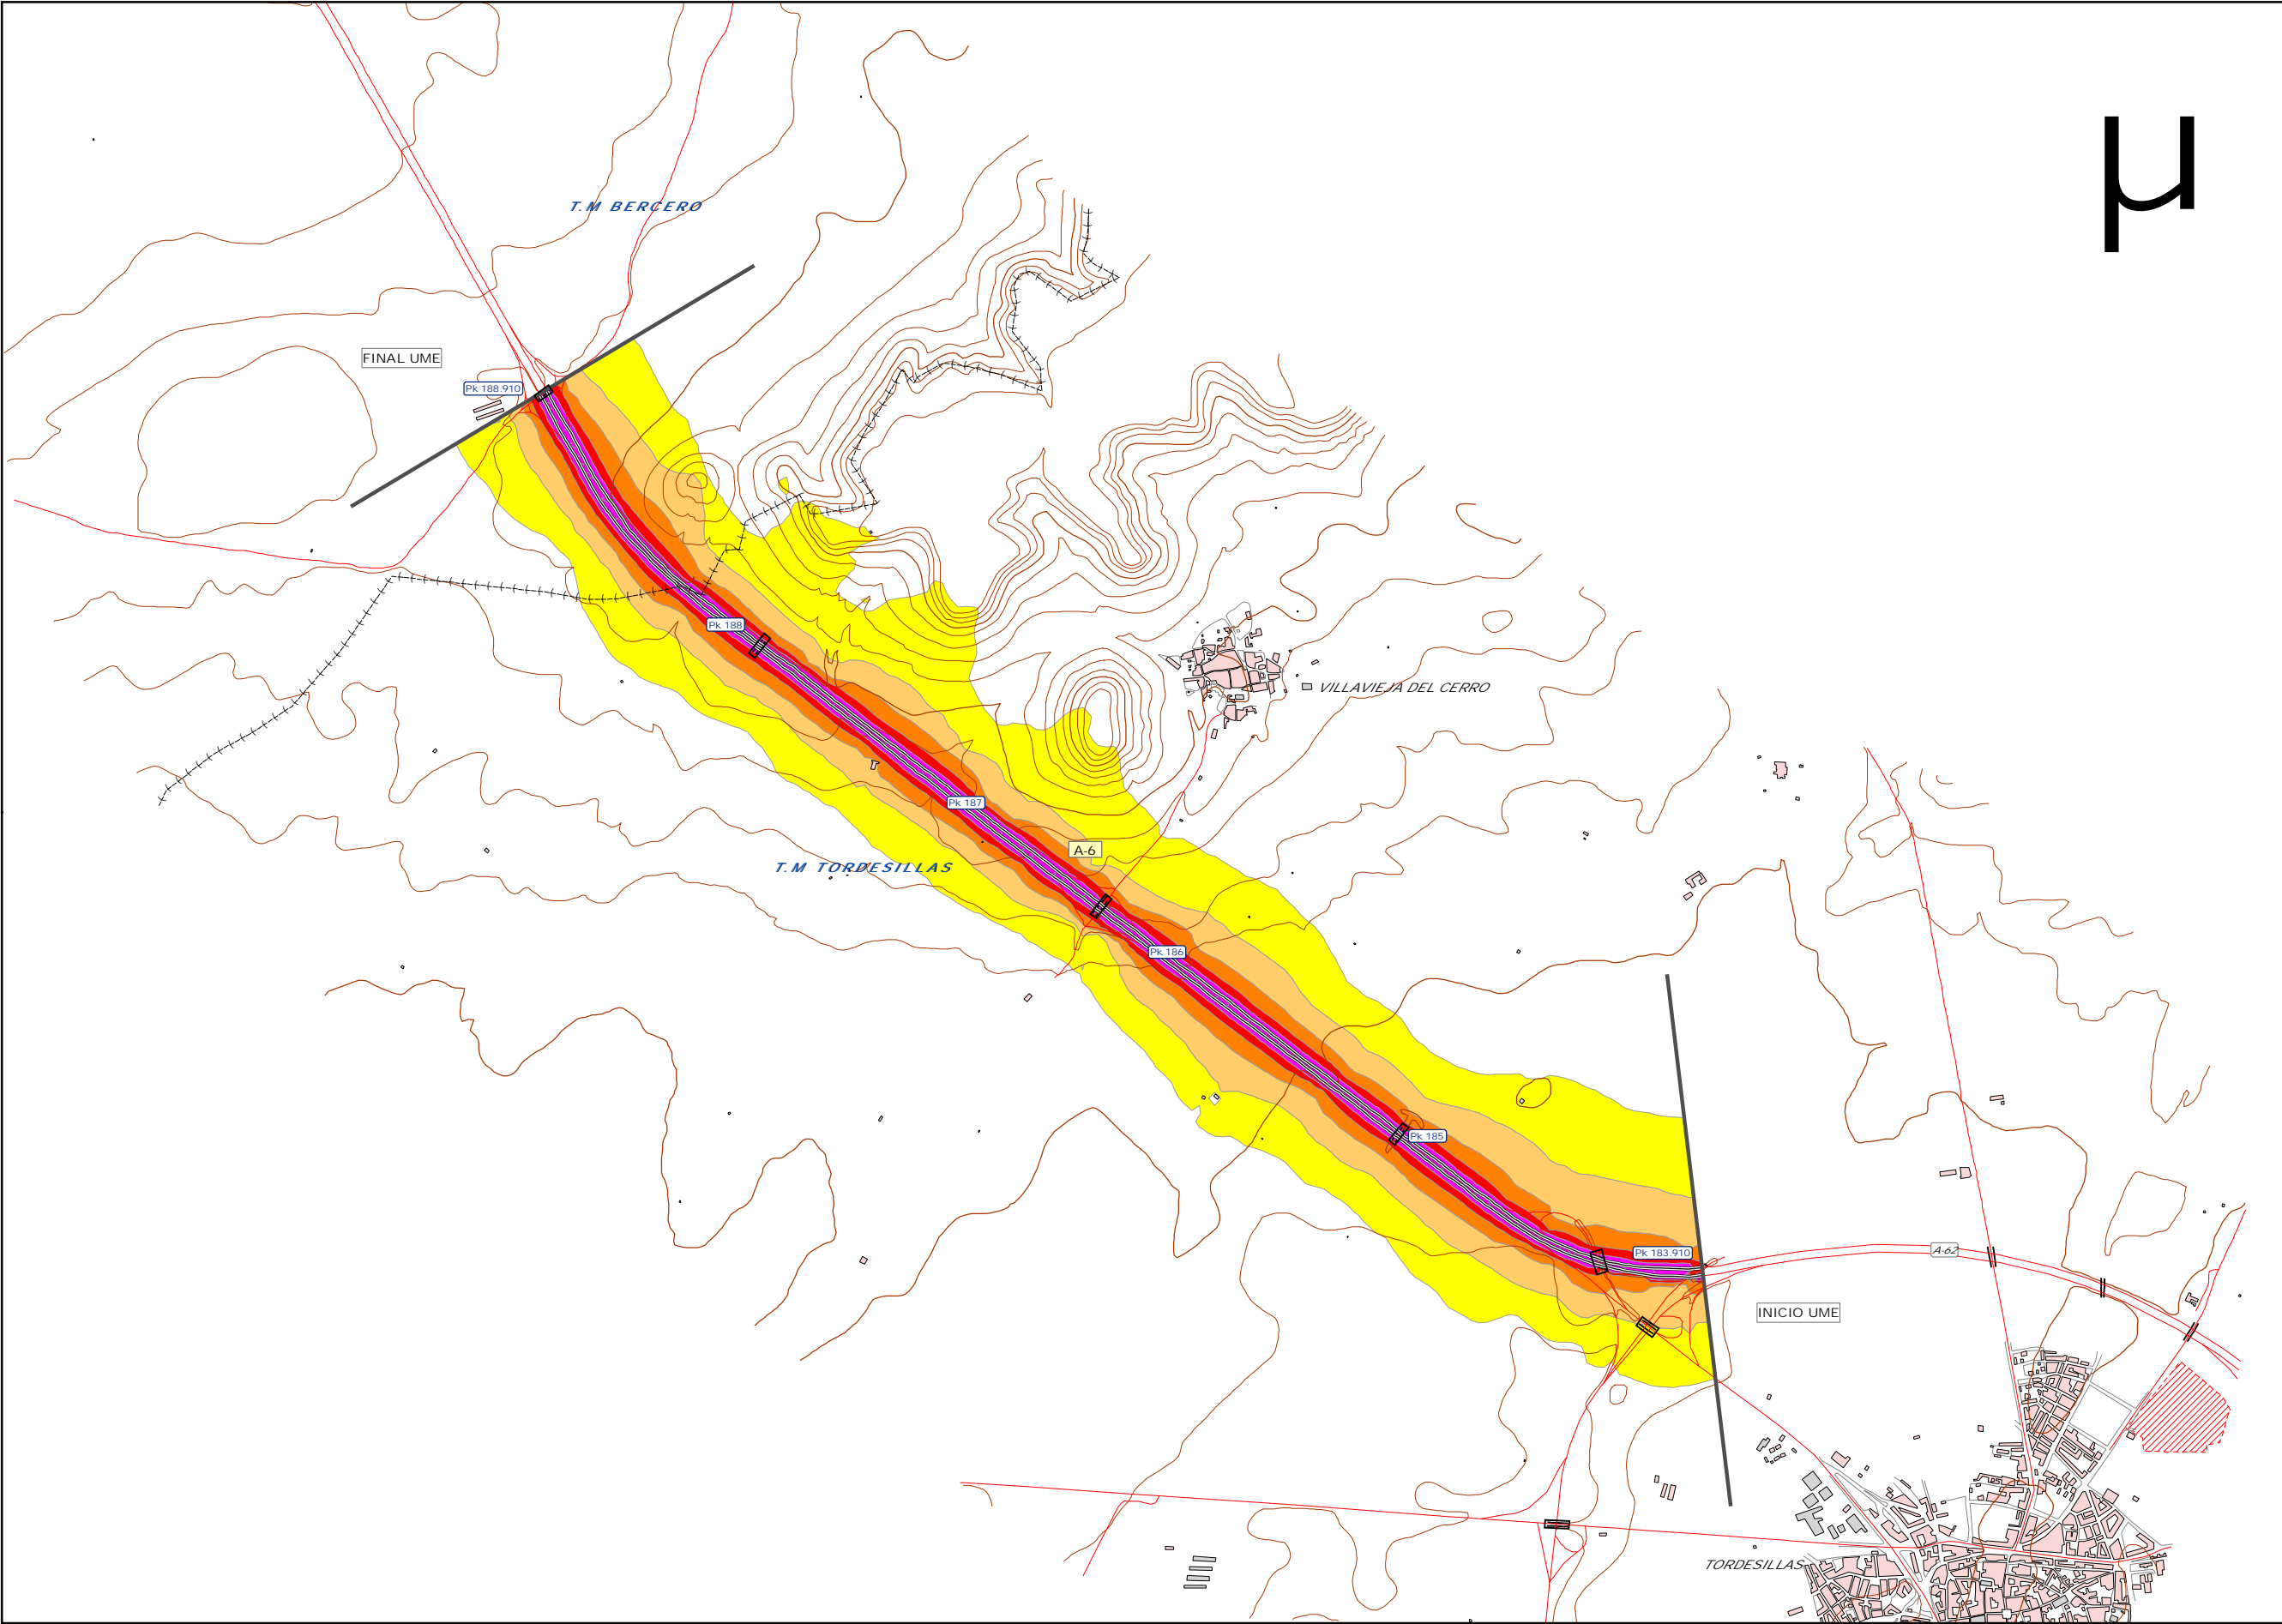 µ
T.M BERCERO
FINAL UME
Pk 188.910
Pk 188
VILLAVIEJA DEL CERRO
Pk 187
A-6
T.M TORDESILLAS
Pk 186
Pk 185
Pk 183.910
A-62
INICIO UME
TORDESILLAS